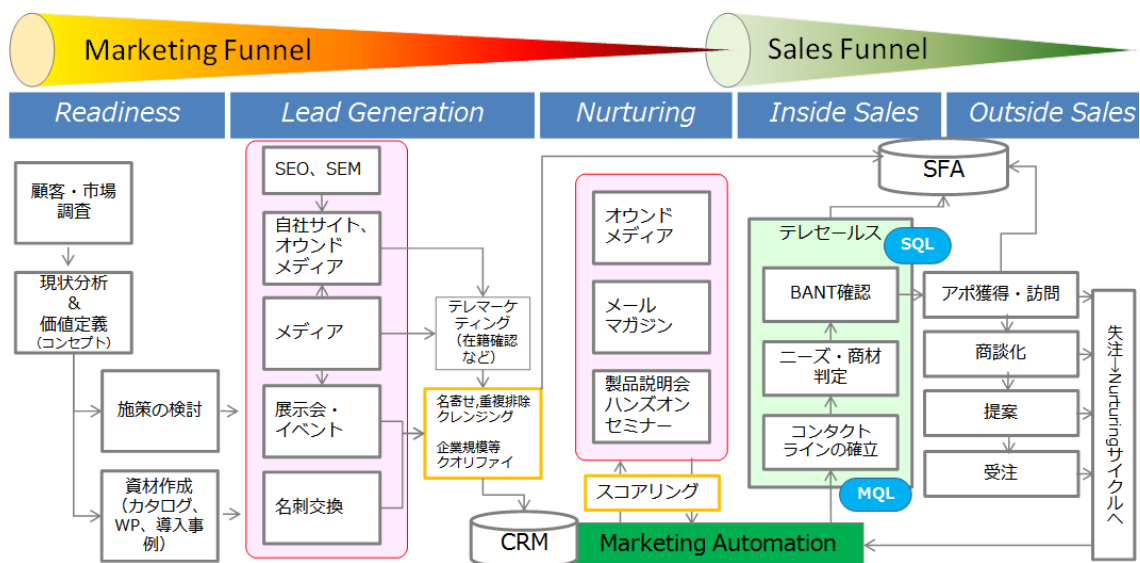 Marketing Funnel
Sales Funnel
Readiness
Lead Generation
Nurturing
Inside Sales
Outside Sales
顧客・市場
調査
現状分析
&
価値定義
(コンセプト)
施策の検討
資材作成
(カタログ、
WP、導入事
例)
SEO、SEM
自社サイト、
オウンド
メディア
メディア
展示会・
イベント
名刺交換
テレマーケ
ティング
(在籍確認
など)
名寄せ,重複排除
クレンジング
企業規模等
クオリファイ
CRM
オウンド
メディア
メール
マガジン
製品説明会
ハンズオン
セミナー
スコアリング
Marketing Automation
SFA
テレセールス
SQL
BANT確認
ニーズ・商材
判定
コンタクト
ラインの確立
MQL
アポ獲得・訪問
商談化
提案
受注
失注→Nurturingサイクルへ